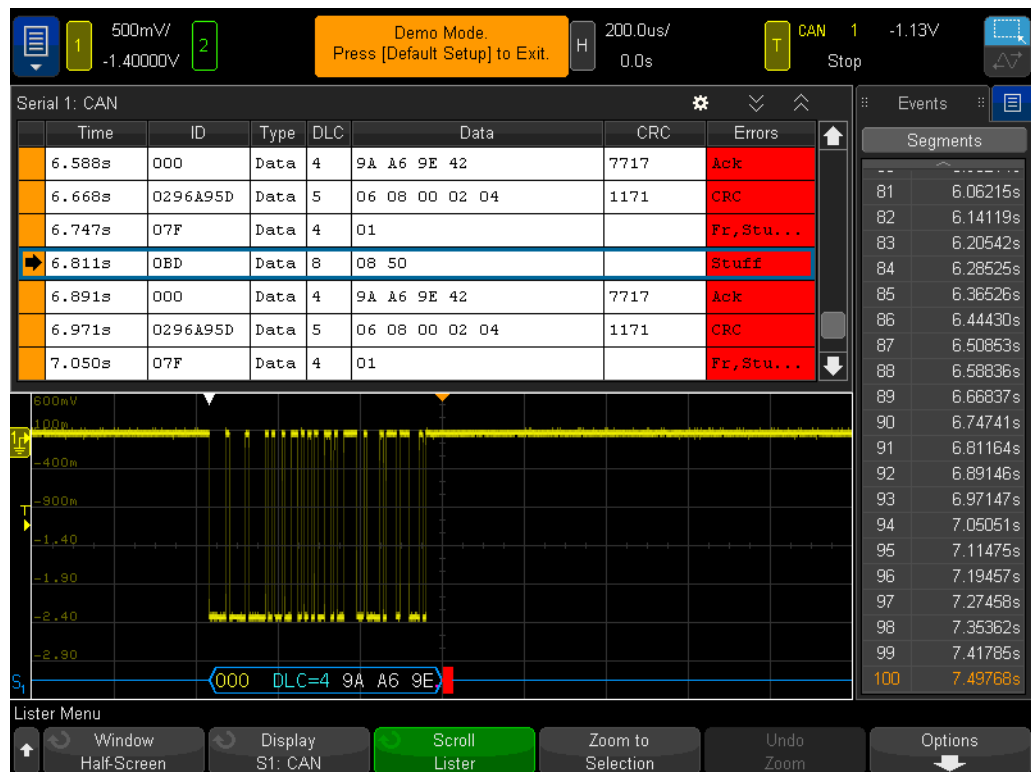 1
500mV/
-1.40000V
2
Demo Mode.
Press [Default Setup] to Exit.
H
200.0us/
0.0s
T
CAN 1
Stop
-1.13V
Serial 1: CAN
Time ID Type DLC Data CRC Errors
6.588s 000 Data 4 9A A6 9E 42 7717 Ack
6.668s 0296A95D Data 5 06 08 00 02 04 1171 CRC
6.747s 07F Data 4 01 Fr,Stu...
6.811s 0BD Data 8 08 50 Stuff
6.891s 000 Data 4 9A A6 9E 42 7717 Ack
6.971s 0296A95D Data 5 06 08 00 02 04 1171 CRC
7.050s 07F Data 4 01 Fr,Stu...
Events
Segments
81 6.06215s
82 6.14119s
83 6.20542s
84 6.28525s
85 6.36526s
86 6.44430s
87 6.50853s
88 6.58836s
89 6.66837s
90 6.74741s
91 6.81164s
92 6.89146s
93 6.97147s
94 7.05051s
95 7.11475s
96 7.19457s
97 7.27458s
98 7.35362s
99 7.41785s
100 7.49768s
600mV
100m
1
-400m
-900m
T
-1.40
-1.90
-2.40
-2.90
S1
000 DLC=4 9A A6 9E
Lister Menu
Window
Half-Screen
Display
S1: CAN
Scroll
Lister
Zoom to
Selection
Undo
Zoom
Options